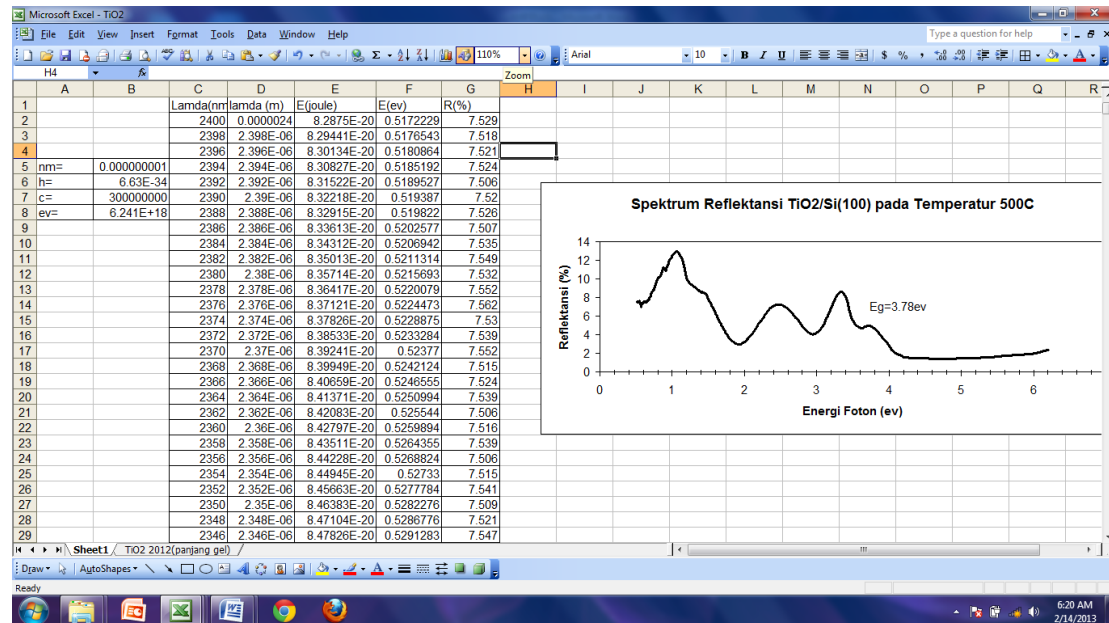 Microsoft Excel - TiO2
File Edit View Insert Format Tools Data Window Help
Type a question for help
110%
Arial
10
B I U
$ % ,
H4
fx
Zoom
A B C D E F G H I J K L M N O P Q R
1 Lamda(nm lamda (m) E(joule) E(ev) R(%)
2 2400 0.0000024 8.2875E-20 0.5172229 7.529
3 2398 2.398E-06 8.29441E-20 0.5176543 7.518
4 2396 2.396E-06 8.30134E-20 0.5180864 7.521
5 nm= 0.000000001 2394 2.394E-06 8.30827E-20 0.5185192 7.524
6 h= 6.63E-34 2392 2.392E-06 8.31522E-20 0.5189527 7.506
7 c= 300000000 2390 2.39E-06 8.32218E-20 0.519387 7.52
8 ev= 6.241E+18 2388 2.388E-06 8.32915E-20 0.519822 7.526
9 2386 2.386E-06 8.33613E-20 0.5202577 7.507
10 2384 2.384E-06 8.34312E-20 0.5206942 7.535
11 2382 2.382E-06 8.35013E-20 0.5211314 7.549
12 2380 2.38E-06 8.35714E-20 0.5215693 7.532
13 2378 2.378E-06 8.36417E-20 0.5220079 7.552
14 2376 2.376E-06 8.37121E-20 0.5224473 7.562
15 2374 2.374E-06 8.37826E-20 0.5228875 7.53
16 2372 2.372E-06 8.38533E-20 0.5233284 7.539
17 2370 2.37E-06 8.39241E-20 0.52377 7.552
18 2368 2.368E-06 8.39949E-20 0.5242124 7.515
19 2366 2.366E-06 8.40659E-20 0.5246555 7.524
20 2364 2.364E-06 8.41371E-20 0.5250994 7.539
21 2362 2.362E-06 8.42083E-20 0.525544 7.506
22 2360 2.36E-06 8.42797E-20 0.5259894 7.516
23 2358 2.358E-06 8.43511E-20 0.5264355 7.539
24 2356 2.356E-06 8.44228E-20 0.5268824 7.506
25 2354 2.354E-06 8.44945E-20 0.52733 7.515
26 2352 2.352E-06 8.45663E-20 0.5277784 7.541
27 2350 2.35E-06 8.46383E-20 0.5282276 7.509
28 2348 2.348E-06 8.47104E-20 0.5286776 7.521
29 2346 2.346E-06 8.47826E-20 0.5291283 7.547
Spektrum Reflektansi TiO2/Si(100) pada Temperatur 500C
Reflektansi (%)
14
12
10
8
6
4
2
0
Eg=3.78ev
0 1 2 3 4 5 6
Energi Foton (ev)
Sheet1 TiO2 2012(panjang gel)
Draw AutoShapes
Ready
6:20 AM
2/14/2013